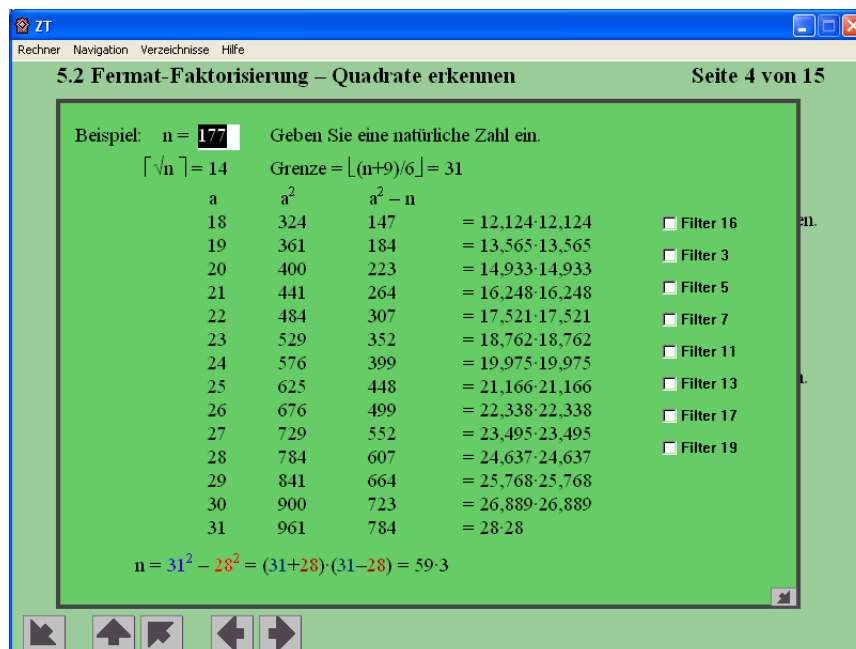 ZT
Rechner Navigation Verzeichnisse Hilfe
5.2 Fermat-Faktorisierung – Quadrate erkennen Seite 4 von 15
Beispiel: n = 177 Geben Sie eine natürliche Zahl ein.
⌈√n⌉ = 14 Grenze = ⌊(n+9)/6⌋ = 31
a a² a² – n
18 324 147 = 12,124·12,124
19 361 184 = 13,565·13,565
20 400 223 = 14,933·14,933
21 441 264 = 16,248·16,248
22 484 307 = 17,521·17,521
23 529 352 = 18,762·18,762
24 576 399 = 19,975·19,975
25 625 448 = 21,166·21,166
26 676 499 = 22,338·22,338
27 729 552 = 23,495·23,495
28 784 607 = 24,637·24,637
29 841 664 = 25,768·25,768
30 900 723 = 26,889·26,889
31 961 784 = 28·28
n = 31² – 28² = (31+28)·(31–28) = 59·3
Filter 16
Filter 3
Filter 5
Filter 7
Filter 11
Filter 13
Filter 17
Filter 19